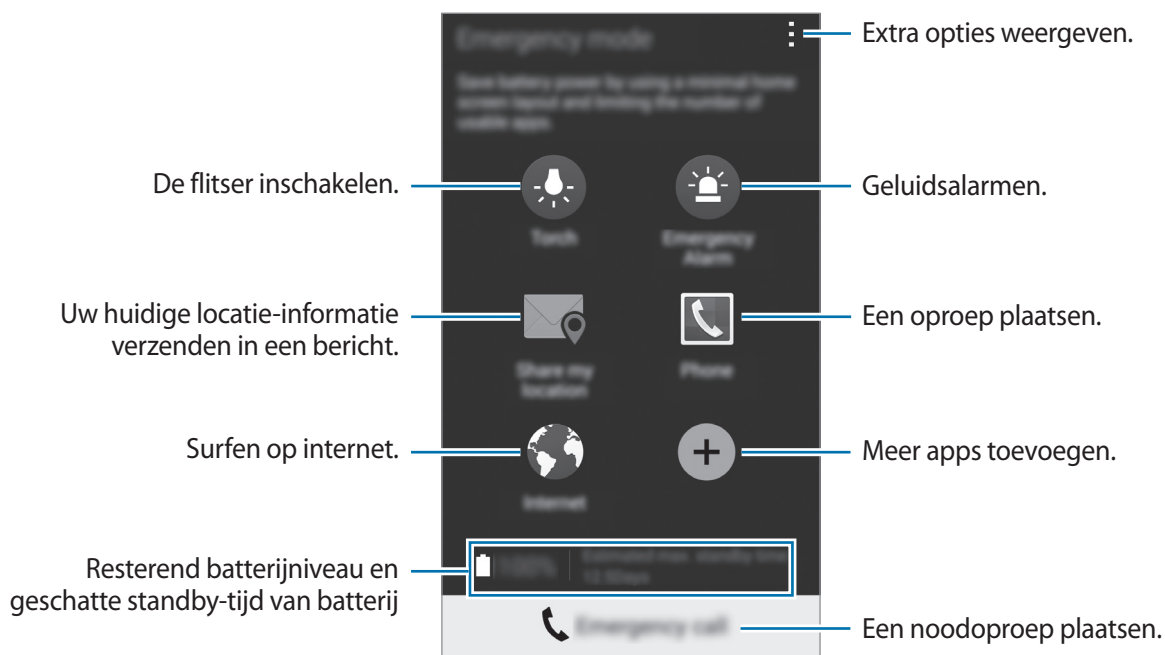 Emergency mode
Extra opties weergeven.
Save battery power by using a minimal home
screen layout and limiting the number of
usable apps.
De flitser inschakelen.
Geluidsalarmen.
Torch
Emergency
Alarm
Uw huidige locatie-informatie
verzenden in een bericht.
Een oproep plaatsen.
Share my
location
Phone
Surfen op internet.
Meer apps toevoegen.
Internet
Resterend batterijniveau en
geschatte standby-tijd van batterij
100%
Estimated max. standby time
Emergency call
Een noodoproep plaatsen.